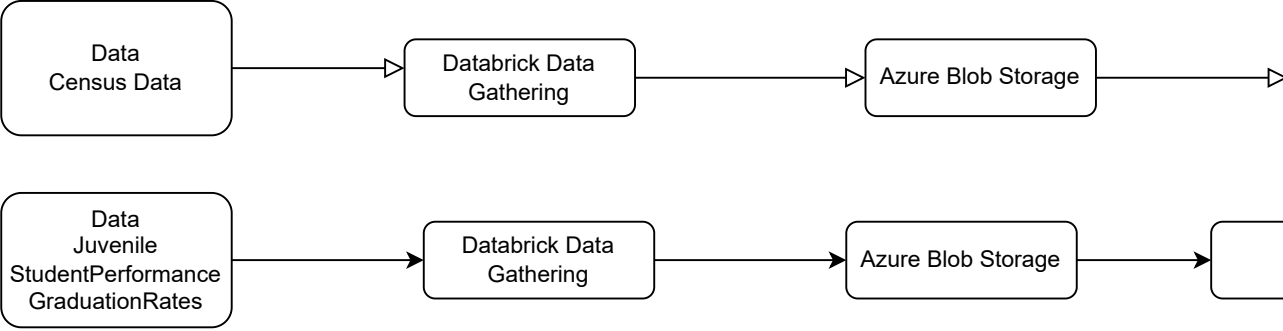 Data
Census Data
Databrick Data
Gathering
Azure Blob Storage
Data
Juvenile
StudentPerformance
GraduationRates
Databrick Data
Gathering
Azure Blob Storage